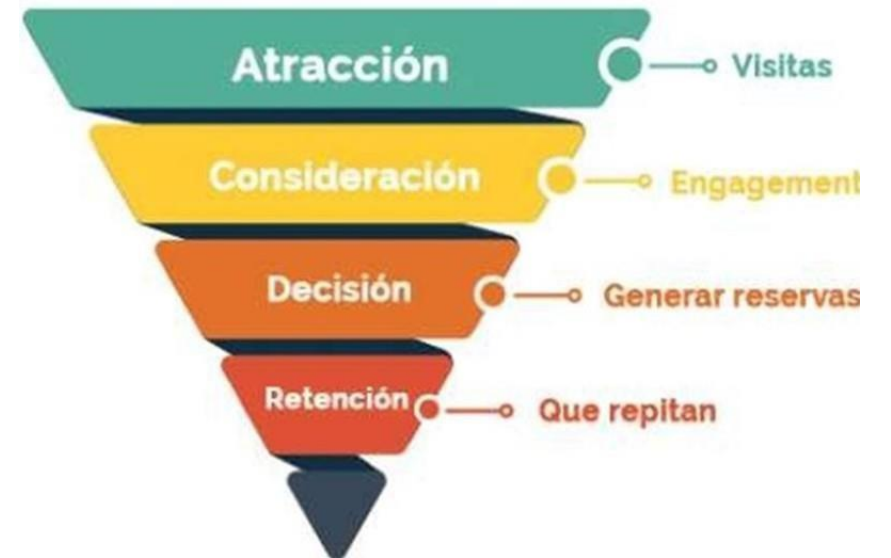 Atracción
Visitas
Consideración
Engagement
Decisión
Generar reservas
Retención
Que repitan